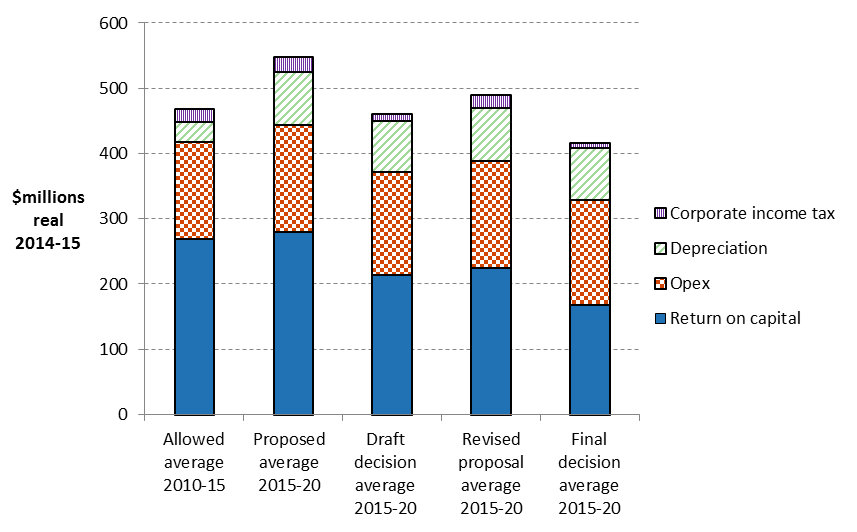 600
500
400
300
200
100
0
$millions
real
2014-15
Allowed
average
2010-15
Proposed
average
2015-20
Draft
decision
average
2015-20
Revised
proposal
average
2015-20
Final
decision
average
2015-20
Corporate income tax
Depreciation
Opex
Return on capital